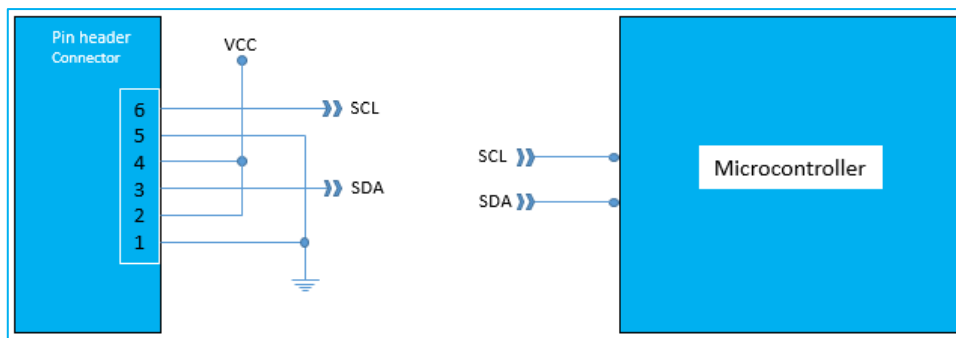 Pin header
Connector
VCC
6
SCL
5
4
3
SDA
2
1
SCL
SDA
Microcontroller